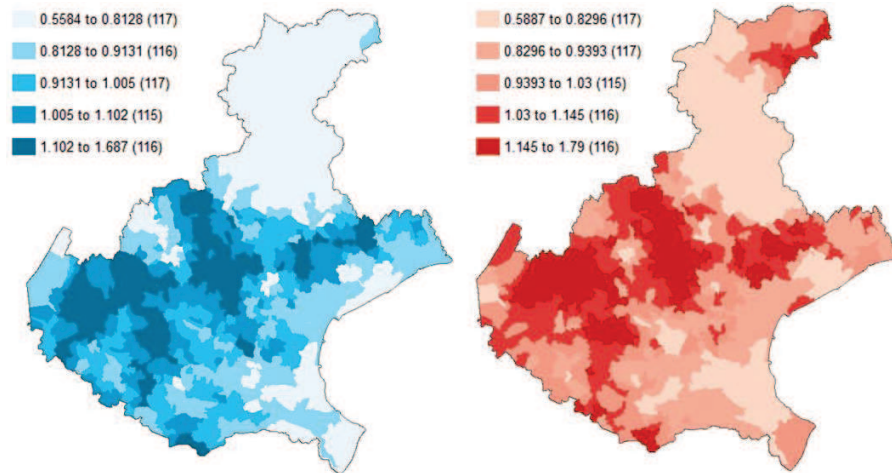 0.5584 to 0.8128 (117)
0.8128 to 0.9131 (116)
0.9131 to 1.005 (117)
1.005 to 1.102 (115)
1.102 to 1.687 (116)
0.5887 to 0.8296 (117)
0.8296 to 0.9393 (117)
0.9393 to 1.03 (115)
1.03 to 1.145 (116)
1.145 to 1.79 (116)